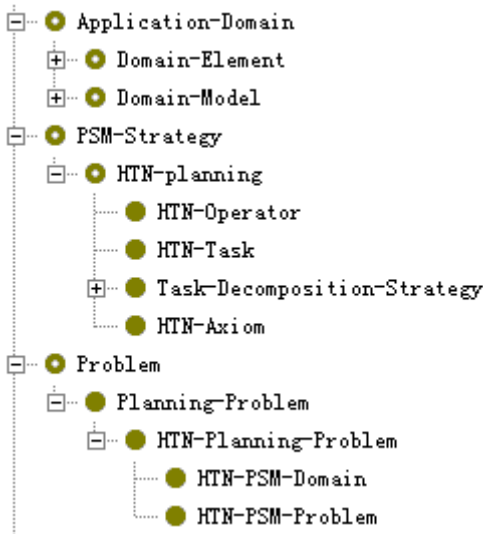 Application-Domain
Domain-Element
Domain-Model
PSM-Strategy
HTN-planning
HTN-Operator
HTN-Task
Task-Decomposition-Strategy
HTN-Axiom
Problem
Planning-Problem
HTN-Planning-Problem
HTN-PSM-Domain
HTN-PSM-Problem